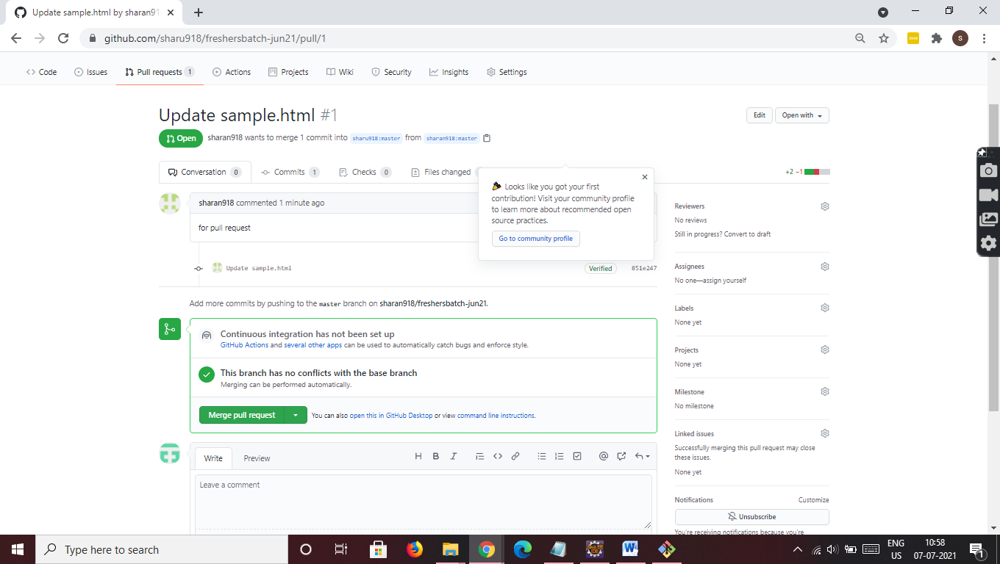 Update sample.html by sharan91
github.com/sharu918/freshersbatch-jun21/pull/1
S
Code
Issues
Pull requests 1
Actions
Projects
Wiki
Security
Insights
Settings
Update sample.html #1
Edit
Open with
Open
sharan918 wants to merge 1 commit into sharu918:master from sharan918:master
Conversation 0
Commits 1
Checks 0
Files changed
+2 −1
sharan918 commented 1 minute ago
for pull request
Looks like you got your first
contribution! Visit your community profile
to learn more about recommended open
source practices.
Go to community profile
Update sample.html
Verified
851e247
Add more commits by pushing to the master branch on sharan918/freshersbatch-jun21.
Continuous integration has not been set up
GitHub Actions and several other apps can be used to automatically catch bugs and enforce style.
This branch has no conflicts with the base branch
Merging can be performed automatically.
Merge pull request
You can also open this in GitHub Desktop or view command line instructions.
Write
Preview
H B I
Leave a comment
Reviewers
No reviews
Still in progress? Convert to draft
Assignees
No one—assign yourself
Labels
None yet
Projects
None yet
Milestone
No milestone
Linked issues
Successfully merging this pull request may close
these issues.
None yet
Notifications
Customize
Unsubscribe
You're receiving notifications because you're
Type here to search
ENG
US
10:58
07-07-2021
1